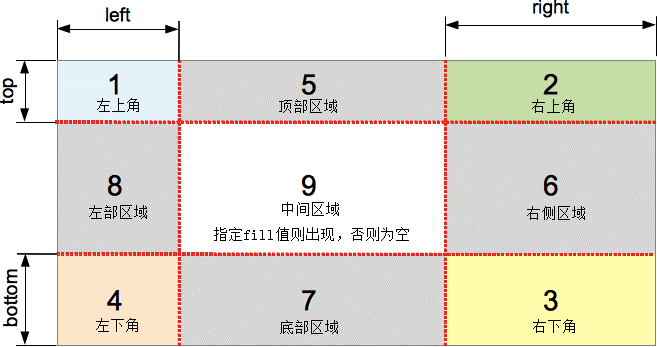 left
right
top
1
左上角
5
顶部区域
2
右上角
8
左部区域
9
中间区域
指定fill值则出现，否则为空
6
右侧区域
bottom
4
左下角
7
底部区域
3
右下角